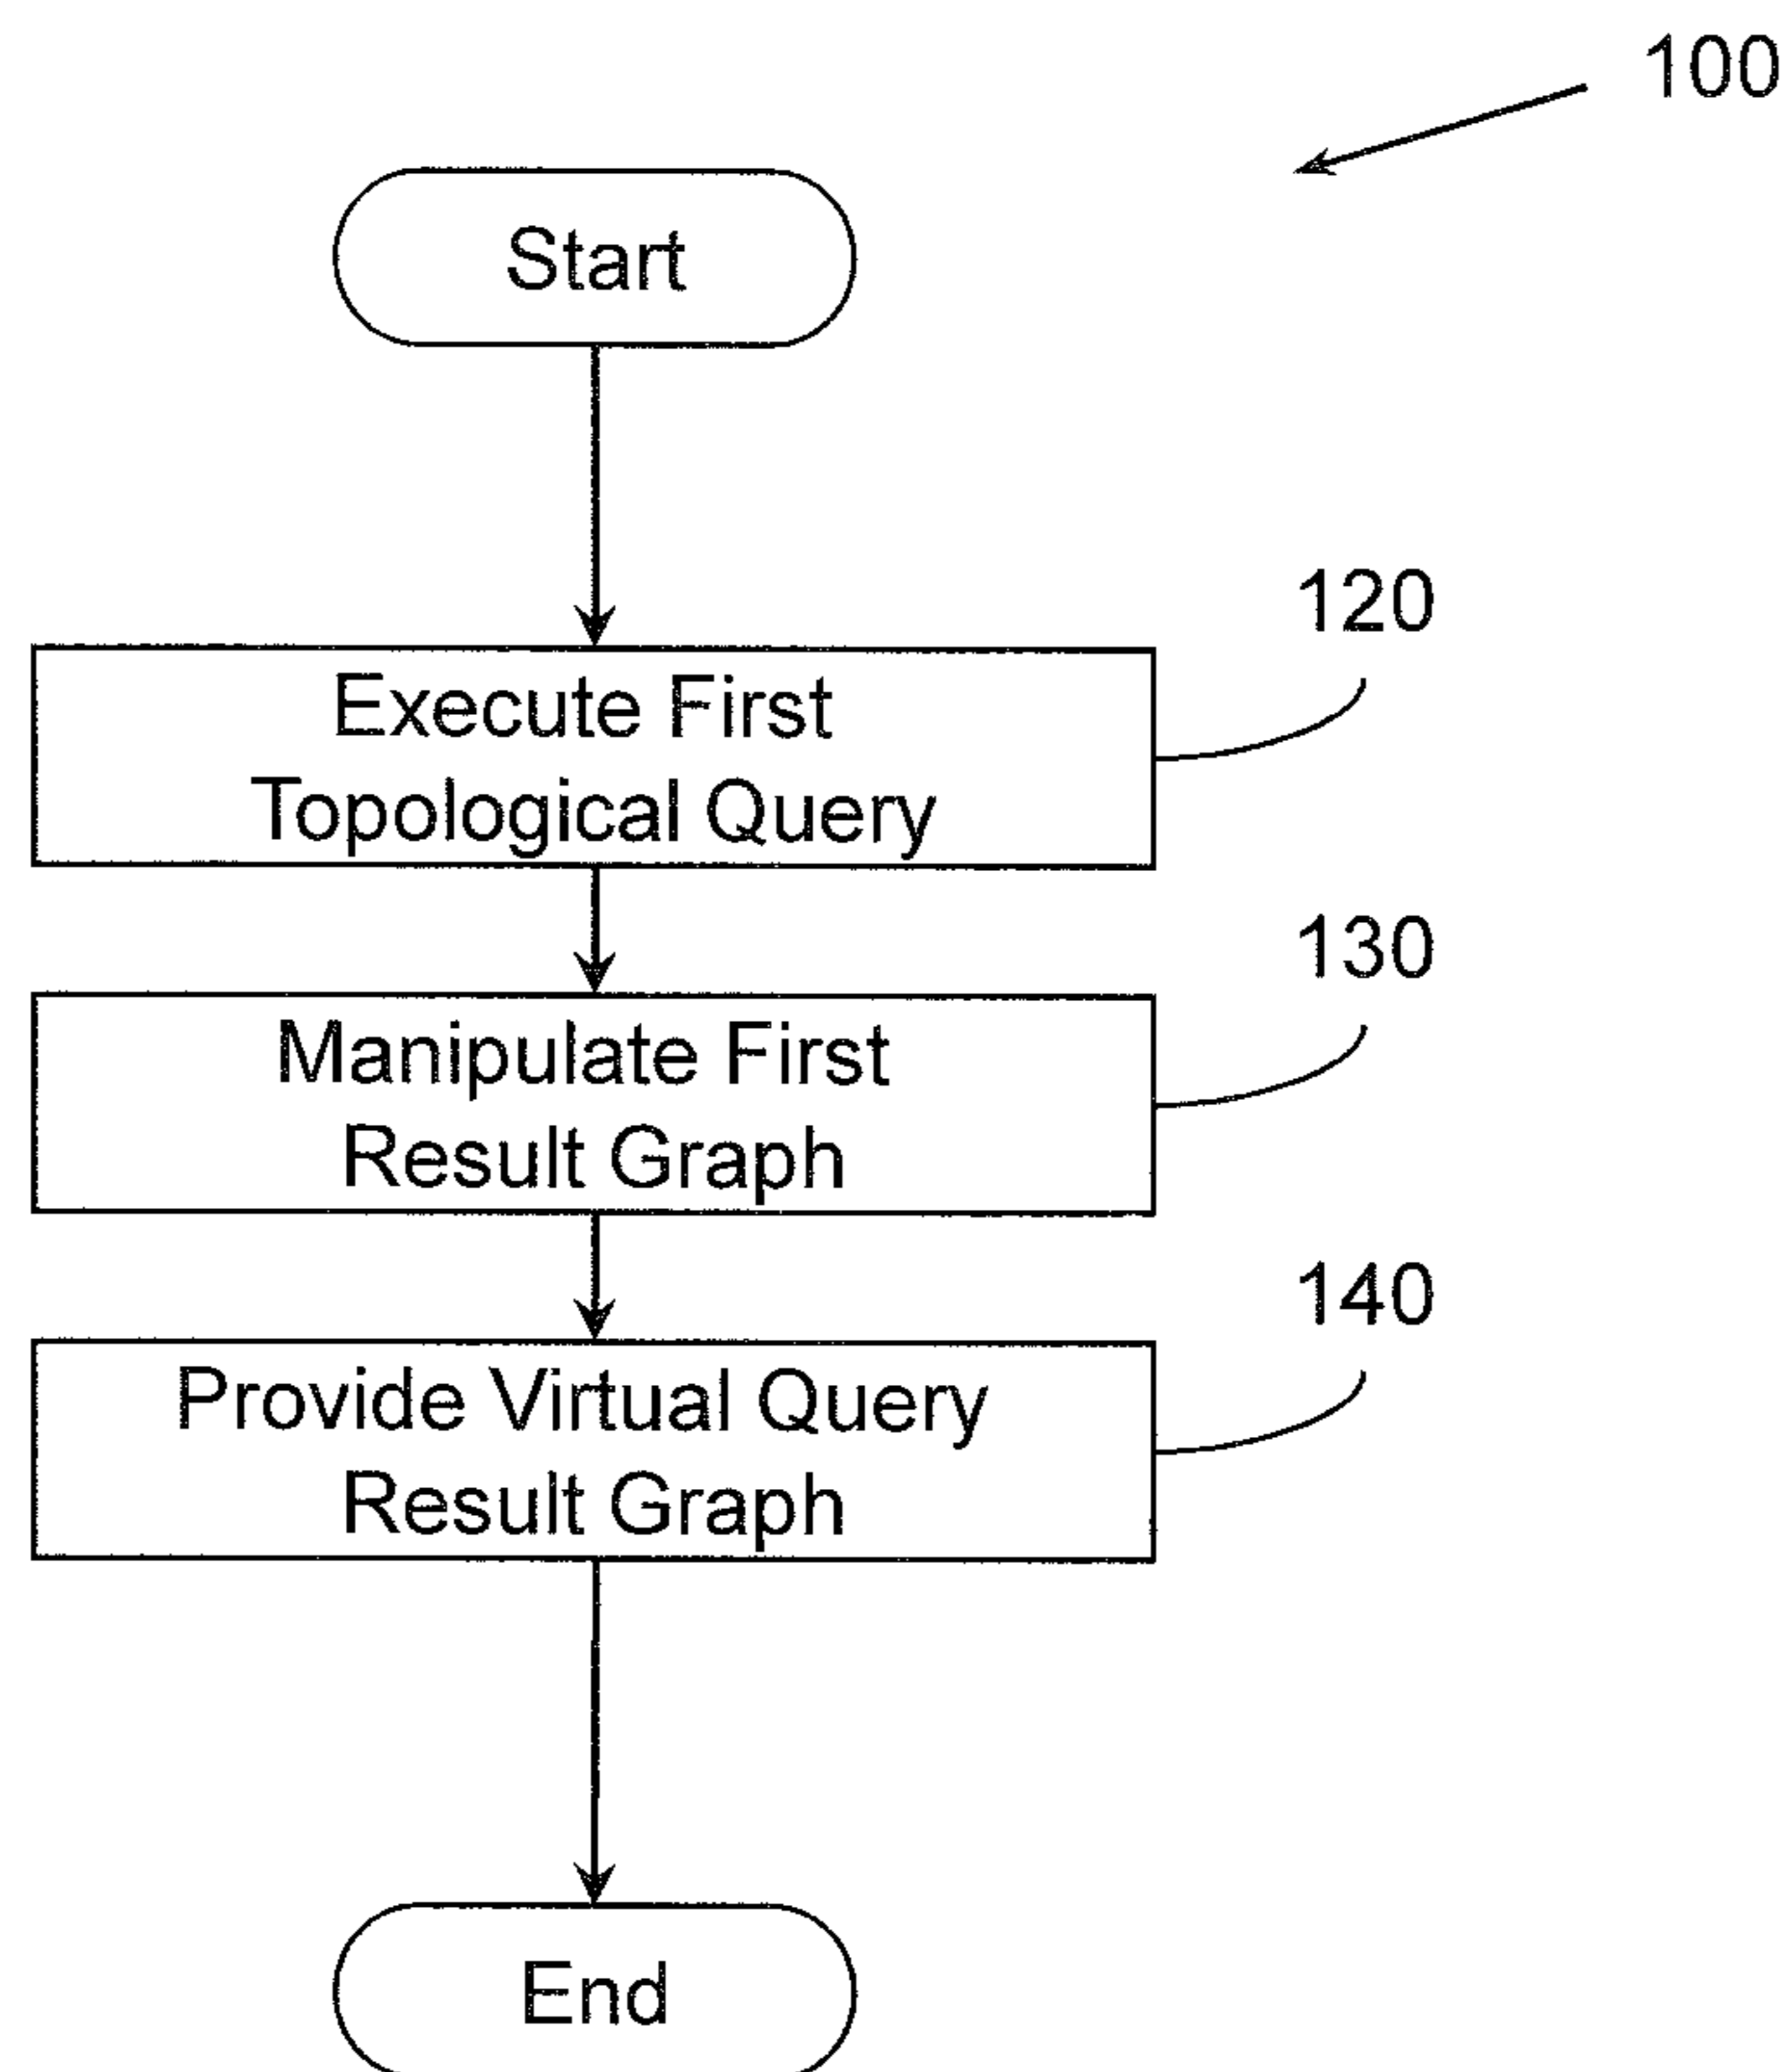 100
Start
120
Execute First
Topological Query
130
Manipulate First
Result Graph
140
Provide Virtual Query
Result Graph
End